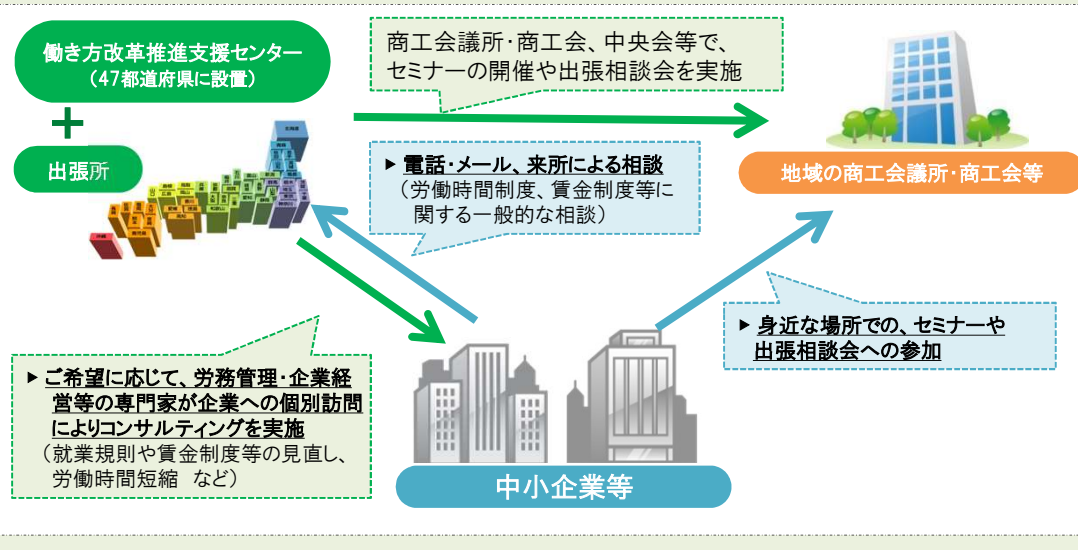 働き方改革推進支援センター
（47都道府県に設置）
＋
出張所
商工会議所・商工会、中央会等で、
セミナーの開催や出張相談会を実施
▶ 電話・メール、来所による相談
（労働時間制度、賃金制度等に
関する一般的な相談）
地域の商工会議所・商工会等
▶ 身近な場所での、セミナーや
出張相談会への参加
▶ ご希望に応じて、労務管理・企業経
営等の専門家が企業への個別訪問
によりコンサルティングを実施
（就業規則や賃金制度等の見直し、
労働時間短縮　など）
中小企業等
北海道
沖縄